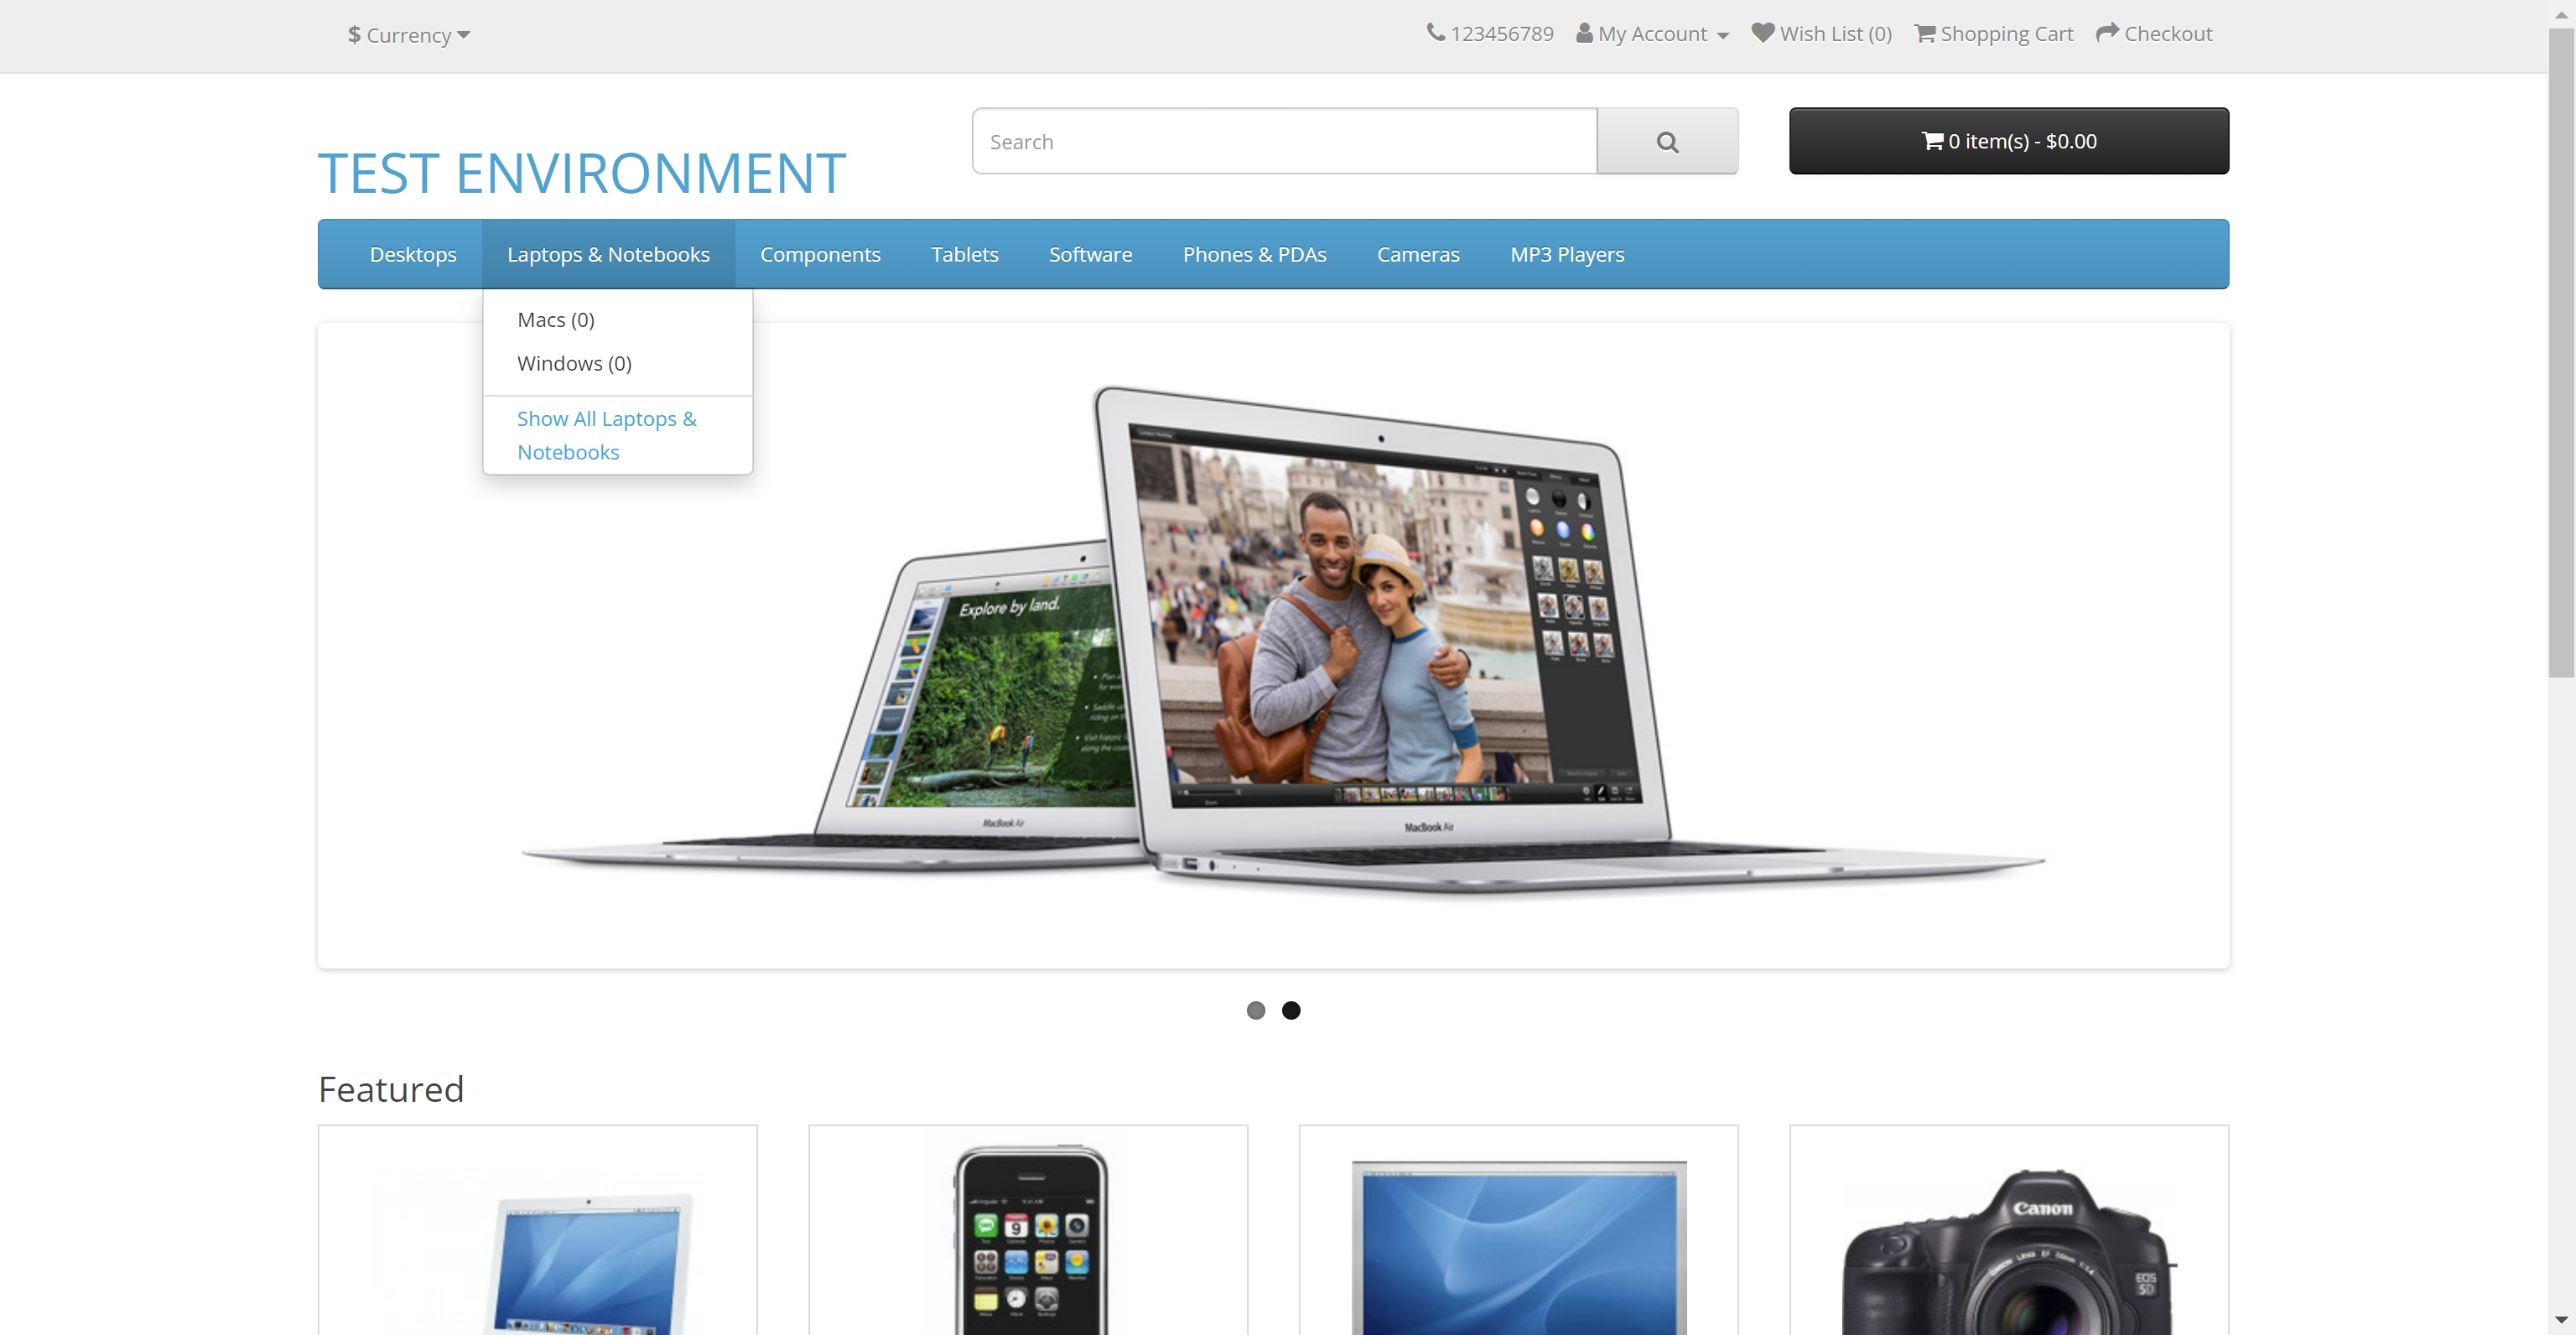 $ Currency
123456789 My Account Wish List (0) Shopping Cart Checkout
TEST ENVIRONMENT
Search
0 item(s) - $0.00
Desktops Laptops & Notebooks Components Tablets Software Phones & PDAs Cameras MP3 Players
Macs (0)
Windows (0)
Show All Laptops &
Notebooks
Explore by land.
MacBook Air
MacBook Air
Featured
Canon
EOS
5D
9